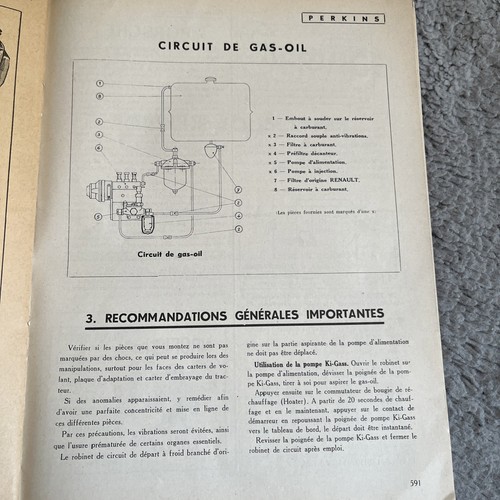 PERKINS
CIRCUIT DE GAS-OIL
1 — Embout à souder sur le réservoir
à carburant.
x 2 — Raccord souple anti-vibrations.
x 3 — Filtre à carburant.
x 4 — Préfiltre décanteur.
x 5 — Pompe d'alimentation.
x 6 — Pompe à injection.
7 — Filtre d'origine RENAULT.
8 — Réservoir à carburant.
(Les pièces fournies sont marquées d'une x)
Circuit de gas-oil
3. RECOMMANDATIONS GÉNÉRALES IMPORTANTES
Vérifier si les pièces que vous montez ne sont pas
marquées par des chocs, ce qui peut se produire lors des
manipulations, surtout pour les faces des carters de vo-
lant, plaque d'adaptation et carter d'embrayage du trac-
teur.
Si des anomalies apparaissaient, y remédier afin
d'avoir une parfaite concentricité et mise en ligne de
ces différentes pièces.
Par ces précautions, les vibrations seront évitées, ainsi
que l'usure prématurée de certains organes essentiels.
Le robinet de circuit de départ à froid branché d'ori-
gine sur la partie aspirante de la pompe d'alimentation
ne doit pas être déplacé.
Utilisation de la pompe Ki-Gass. Ouvrir le robinet su-
la pompe d'alimentation, déviser la poignée de la pom-
pe Ki-Gass, tirer à soi pour aspirer le gas-oil.
Appuyer ensuite sur le commutateur de bougie de ré-
chauffage (Heater). A partir de 20 secondes de chauf-
fage et en le maintenant, appuyer sur le contact de
démarreur en repoussant la poignée de pompe Ki-Gass
vers le tableau de bord, le départ doit être instantané.
Revisser la poignée de la pompe Ki-Gass et fermer le
robinet de circuit après emploi.
591